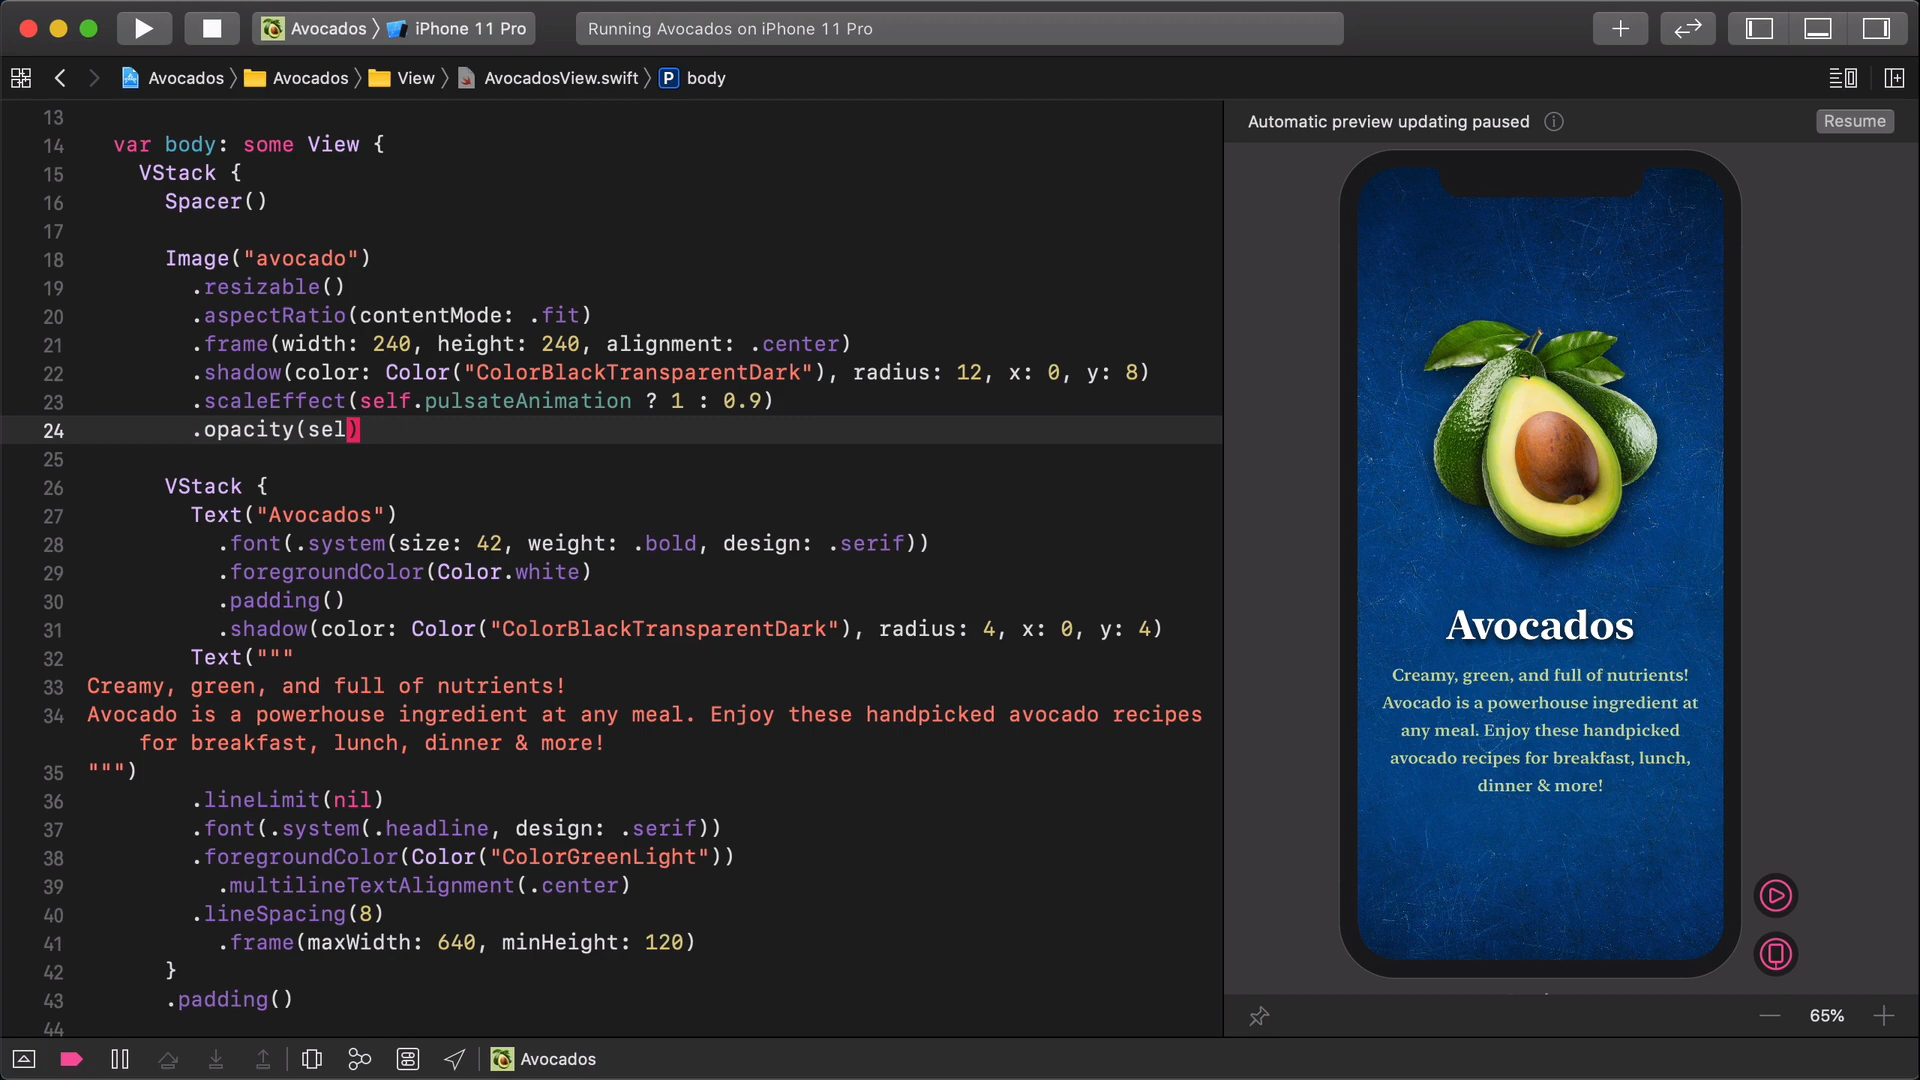 Avocados iPhone 11 Pro Running Avocados on iPhone 11 Pro
Avocados Avocados View AvocadosView.swift P body
13
14 var body: some View {
15 VStack {
16 Spacer()
17
18 Image("avocado")
19 .resizable()
20 .aspectRatio(contentMode: .fit)
21 .frame(width: 240, height: 240, alignment: .center)
22 .shadow(color: Color("ColorBlackTransparentDark"), radius: 12, x: 0, y: 8)
23 .scaleEffect(self.pulsateAnimation ? 1 : 0.9)
24 .opacity(sel)
25
26 VStack {
27 Text("Avocados")
28 .font(.system(size: 42, weight: .bold, design: .serif))
29 .foregroundColor(Color.white)
30 .padding()
31 .shadow(color: Color("ColorBlackTransparentDark"), radius: 4, x: 0, y: 4)
32 Text("""
33 Creamy, green, and full of nutrients!
34 Avocado is a powerhouse ingredient at any meal. Enjoy these handpicked avocado recipes
for breakfast, lunch, dinner & more!
35 """)
36 .lineLimit(nil)
37 .font(.system(.headline, design: .serif))
38 .foregroundColor(Color("ColorGreenLight"))
39 .multilineTextAlignment(.center)
40 .lineSpacing(8)
41 .frame(maxWidth: 640, minHeight: 120)
42 }
43 .padding()
44
Automatic preview updating paused Resume
Avocados
Creamy, green, and full of nutrients!
Avocado is a powerhouse ingredient at
any meal. Enjoy these handpicked
avocado recipes for breakfast, lunch,
dinner & more!
65%
Avocados